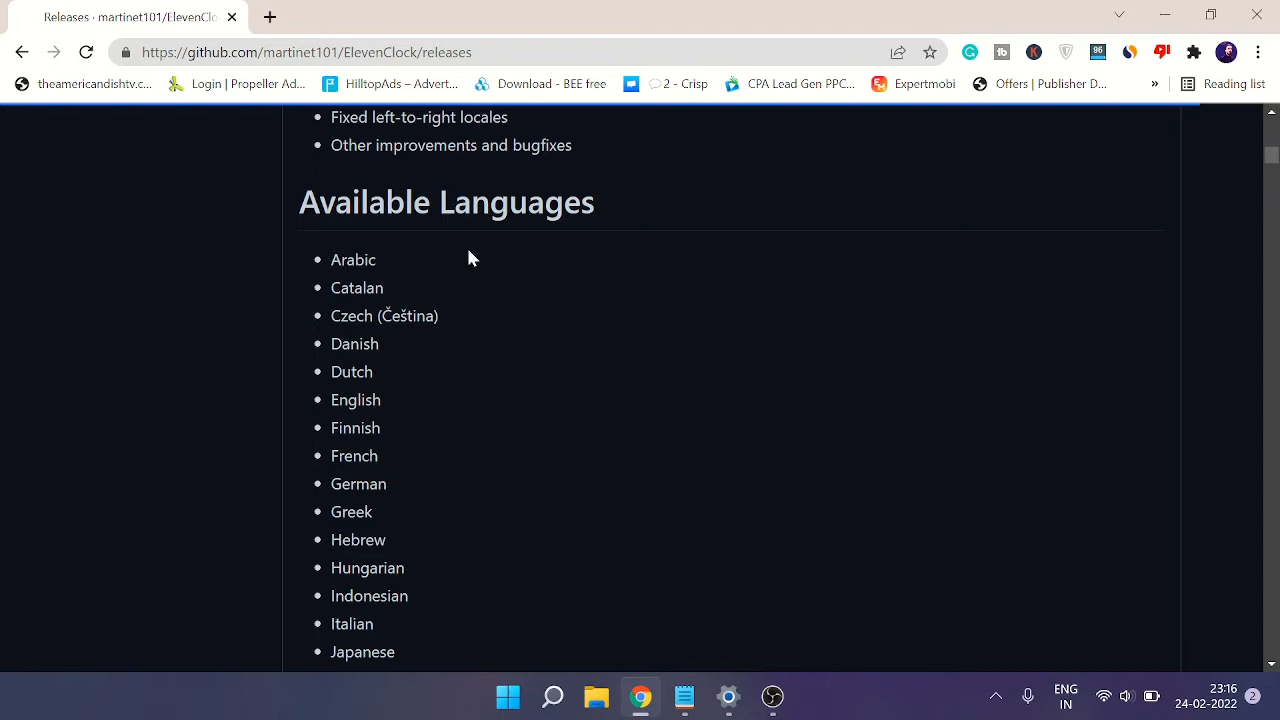 Releases · martinet101/ElevenClo
https://github.com/martinet101/ElevenClock/releases
96
theamericandishtv.c...
Login | Propeller Ad...
HilltopAds – Advert...
Download - BEE free
2 - Crisp
CPA Lead Gen PPC...
Expertmobi
Offers | Publisher D...
»
Reading list
Fixed left-to-right locales
Other improvements and bugfixes
Available Languages
Arabic
Catalan
Czech (Čeština)
Danish
Dutch
English
Finnish
French
German
Greek
Hebrew
Hungarian
Indonesian
Italian
Japanese
ENG
IN
23:16
24-02-2022
2